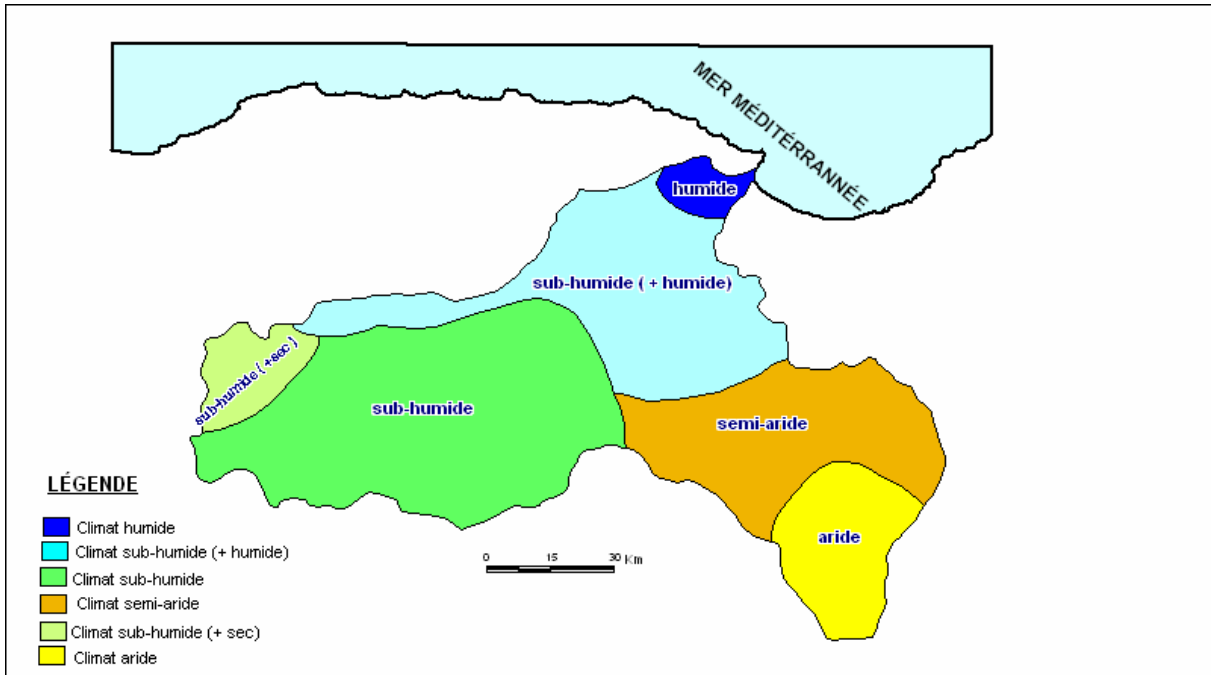 MER MÉDITÉRRANNÉE
humide
sub-humide ( + humide)
sub-humide ( +sec )
sub-humide
semi-aride
aride
LÉGENDE
Climat humide
Climat sub-humide (+ humide)
Climat sub-humide
Climat semi-aride
Climat sub-humide (+ sec)
Climat aride
0 15 30 Km